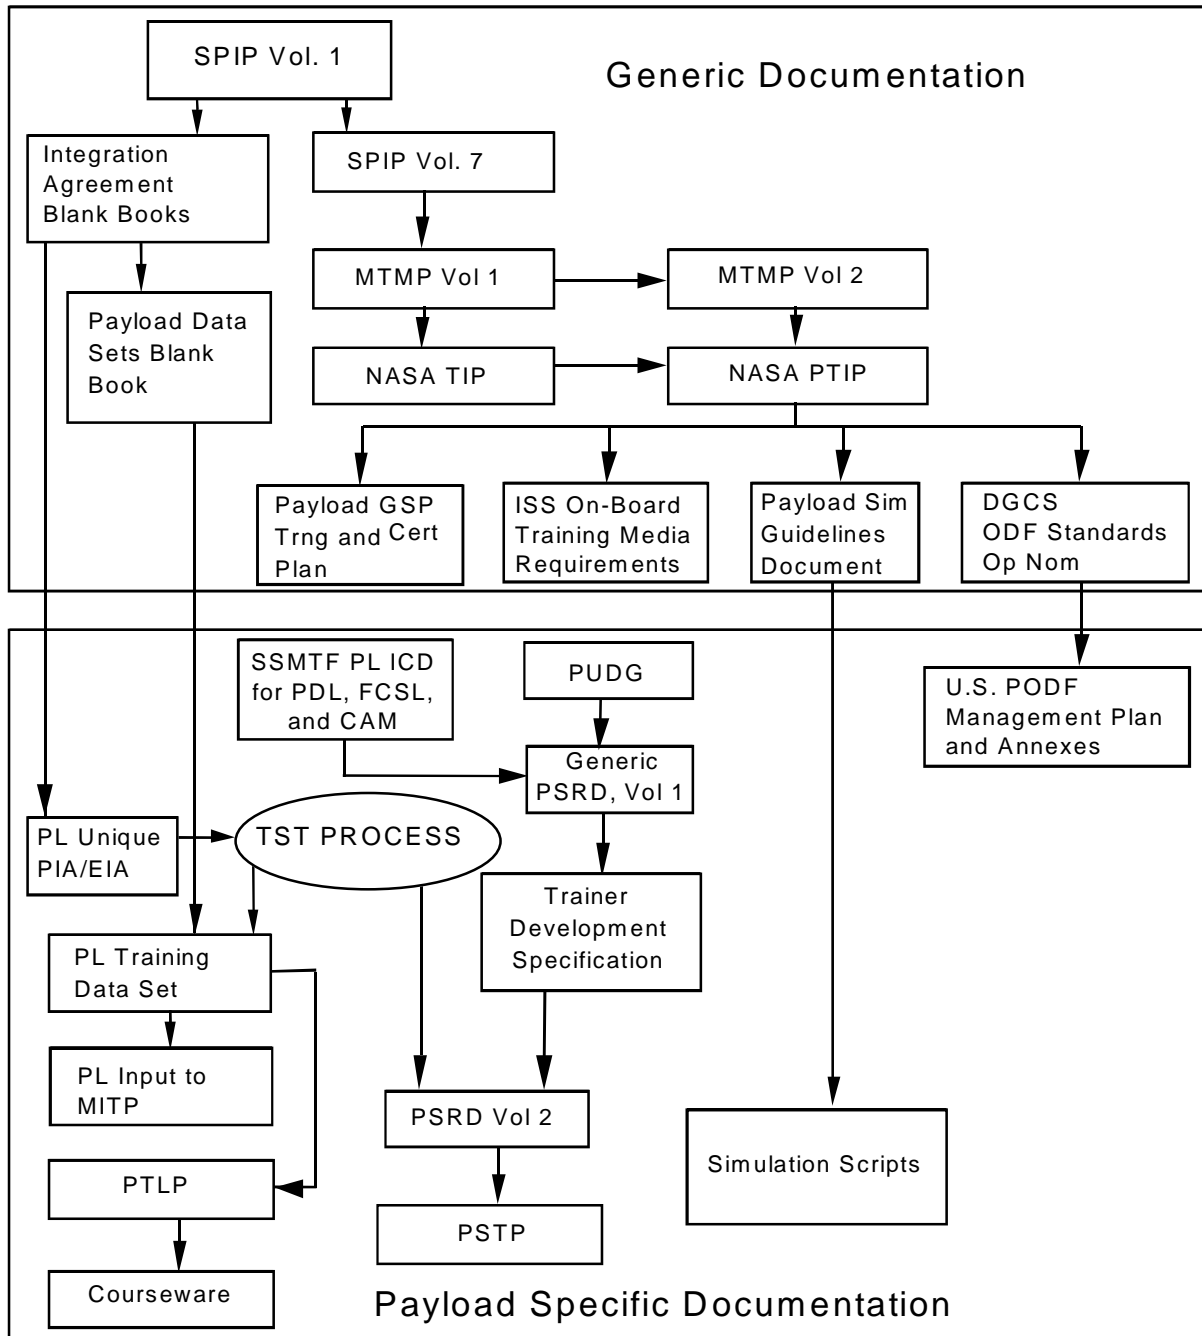 SPIP Vol. 1
Generic Documentation
Integration
Agreement
Blank Books
SPIP Vol. 7
MTMP Vol 1
MTMP Vol 2
Payload Data
Sets Blank
Book
NASA TIP
NASA PTIP
Payload GSP
Trng and Cert
Plan
ISS On-Board
Training Media
Requirements
Payload Sim
Guidelines
Document
DGCS
ODF Standards
Op Nom
SSMTF PL ICD
for PDL, FCSL,
and CAM
PUDG
U.S. PODF
Management Plan
and Annexes
Generic
PSRD, Vol 1
PL Unique
PIA/EIA
TST PROCESS
Trainer
Development
Specification
PL Training
Data Set
PL Input to
MITP
PSRD Vol 2
Simulation Scripts
PTLP
PSTP
Courseware
Payload Specific Documentation